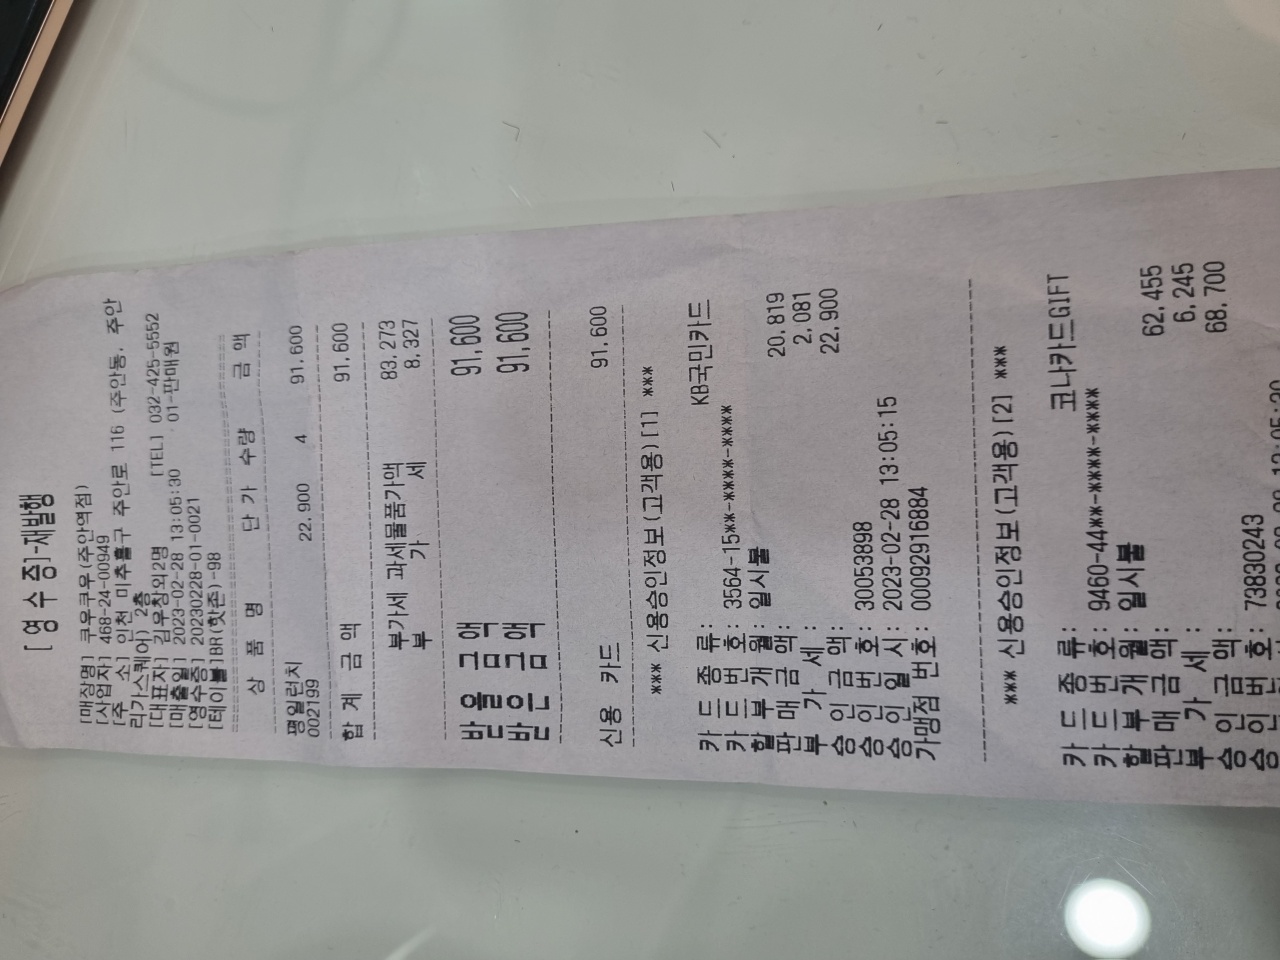 [영 수 증]-재발행
[매장명] 쿠우쿠우(주안역점)
[사업자] 468-24-00949
[주 소] 인천 미추홀구 주안로 116 (주안동, 주안
리가스퀘어) 2층
[대표자] 김우창외2명 [TEL] 032-425-5552
[매출일] 2023-02-28 13:05:30 01-판매원
[영수증] 20230228-01-0021
[테이블]BR(핫존)-98
상 품 명 단 가 수량 금 액
평일런치
002199 22,900 4 91,600
합 계 금 액 91,600
부가세 과세물품가액 83,273
부 가 세 8,327
받을금액 91,600
받은금액 91,600
신용 카드 91,600
*** 신용승인정보(고객용)[1] ***
카 드 종 류: KB국민카드
카 드 번 호: 3564-15**-****-****
할 부 개 월: 일시불
판 매 금 액: 20,819
부 가 세: 2,081
승 인 금 액: 22,900
승 인 번 호: 30053898
승 인 일 시: 2023-02-28 13:05:15
가맹점 번호: 00092916884
*** 신용승인정보(고객용)[2] ***
카 드 종 류: 코나카드GIFT
카 드 번 호: 9460-44**-****-****
할 부 개 월: 일시불
판 매 금 액: 62,455
부 가 세: 6,245
승 인 금 액: 68,700
승 인 번 호: 73830243